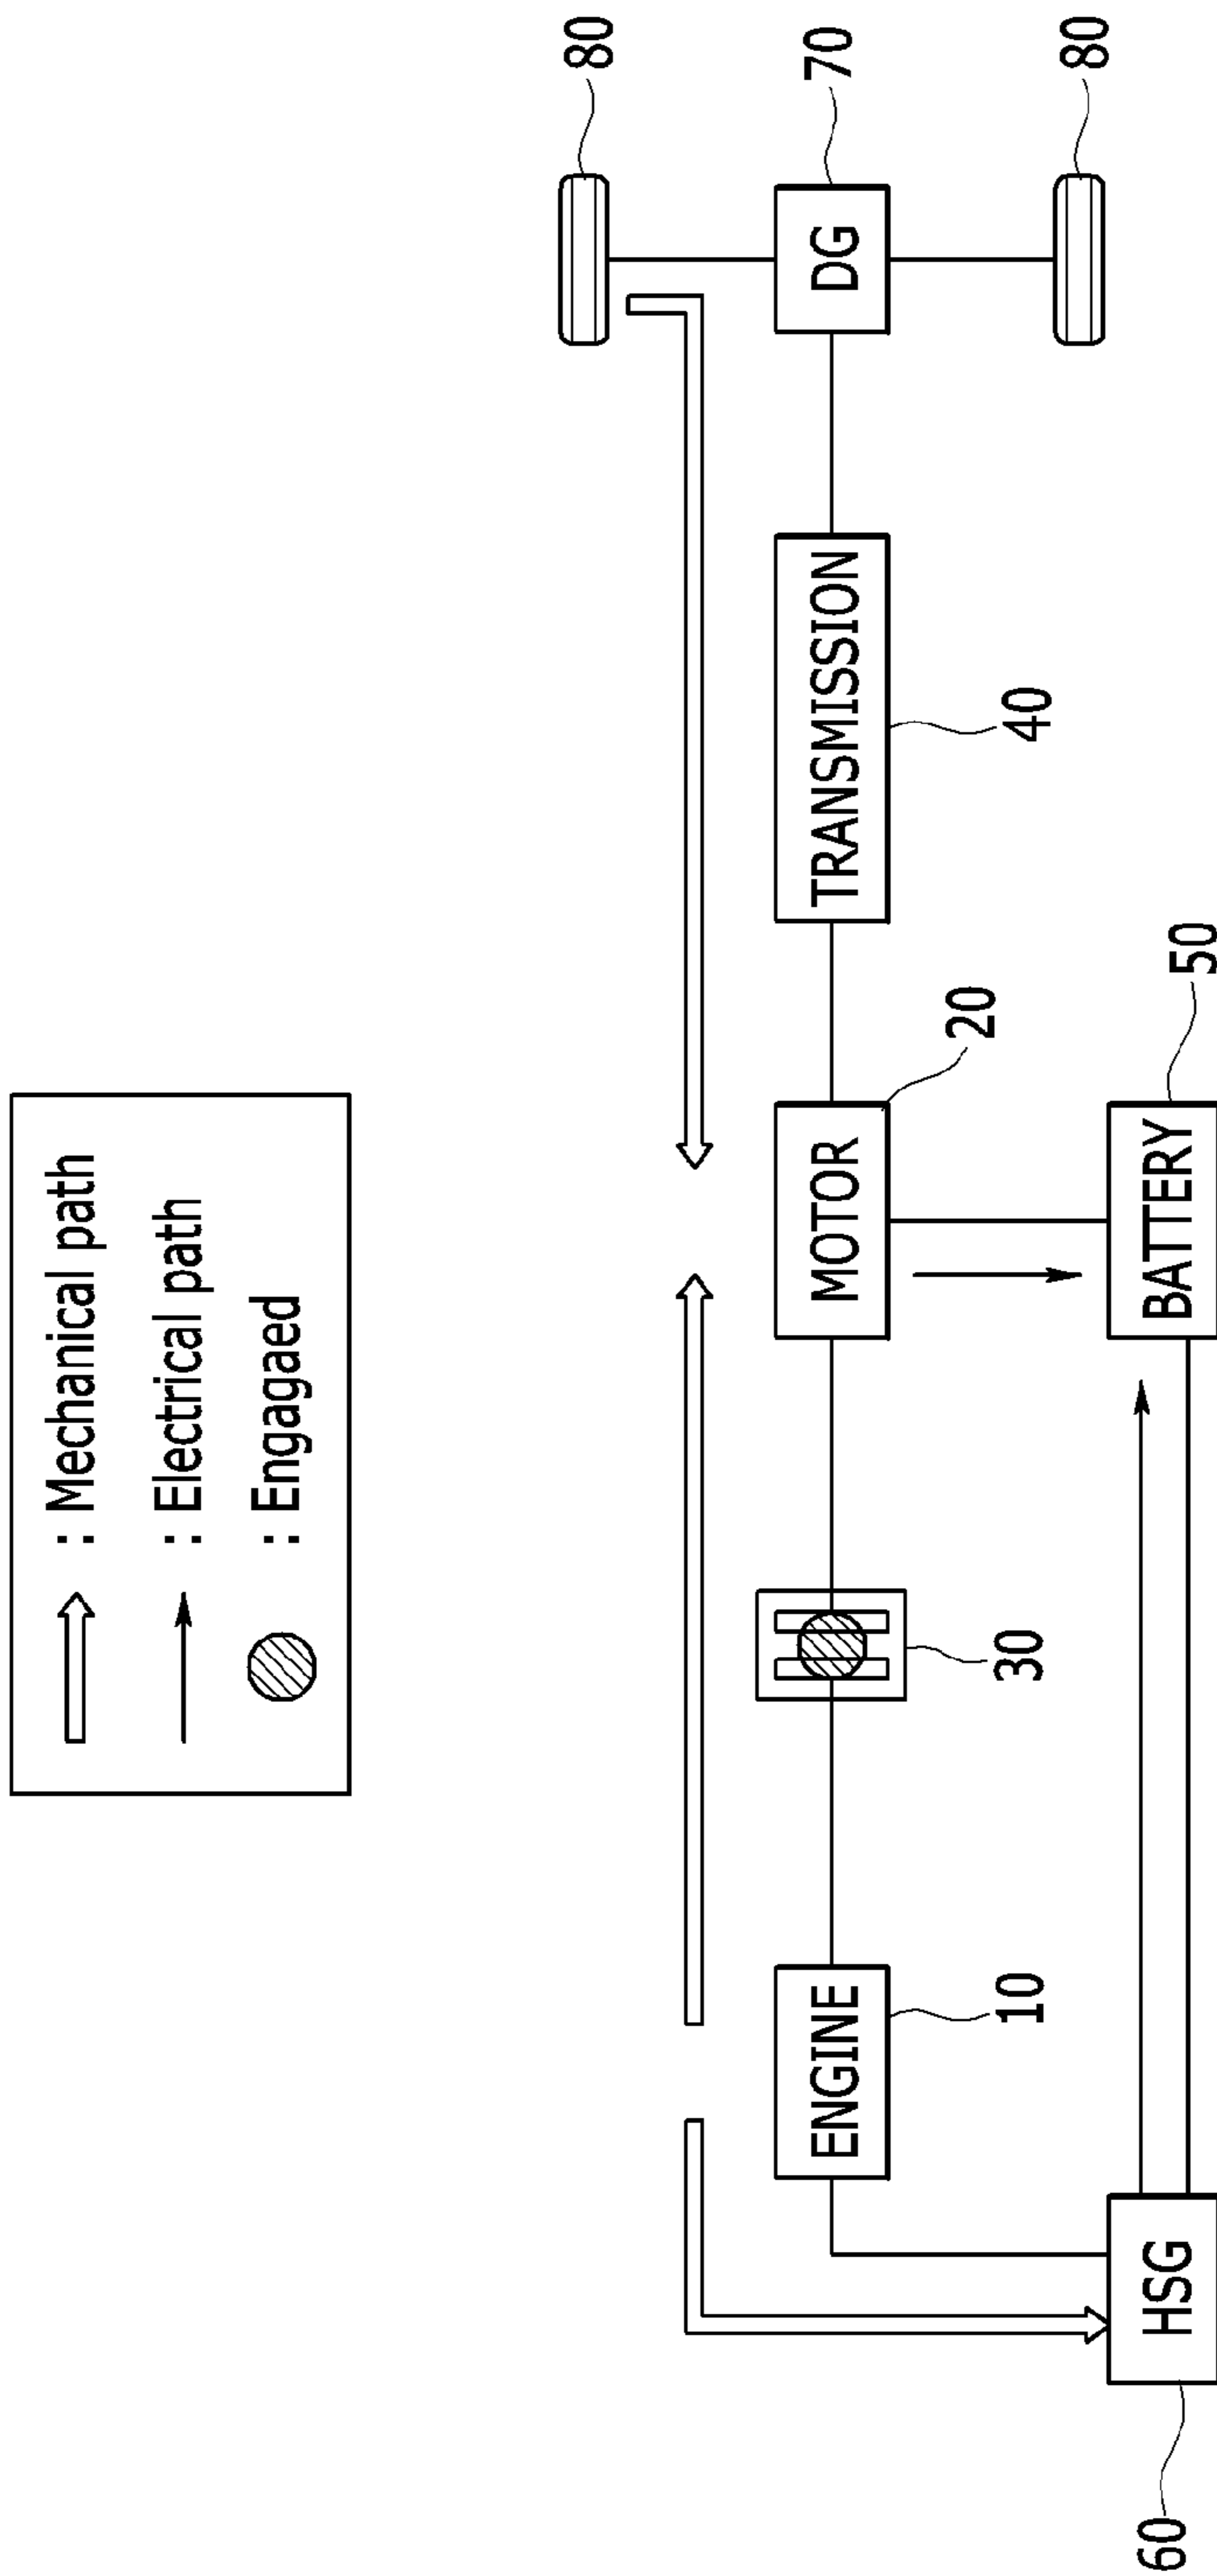 : Mechanical path
: Electrical path
: Engagaed
80
70
80
DG
TRANSMISSION
40
MOTOR
20
BATTERY
50
30
ENGINE
10
HSG
60